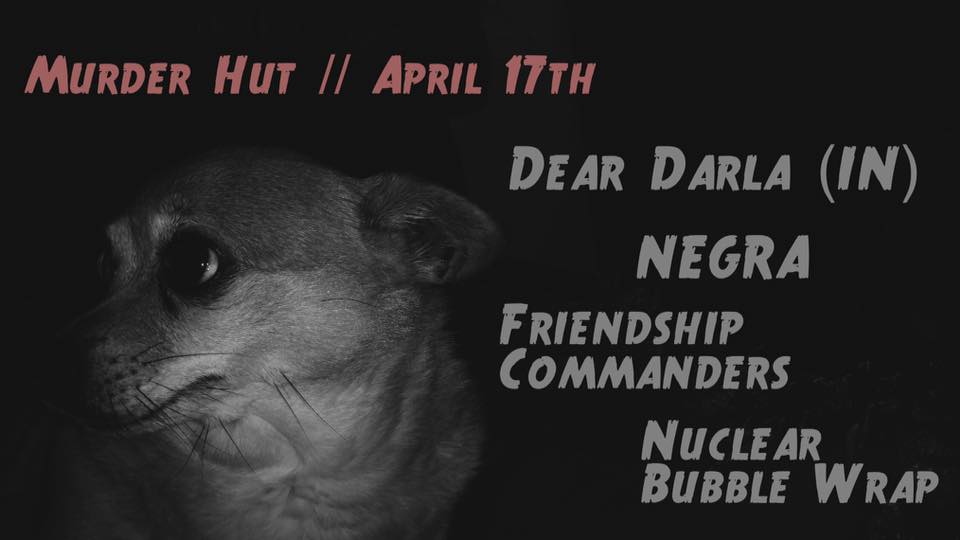 Murder Hut // April 17th
Dear Darla (IN)
NEGRA
Friendship
Commanders
Nuclear
Bubble Wrap